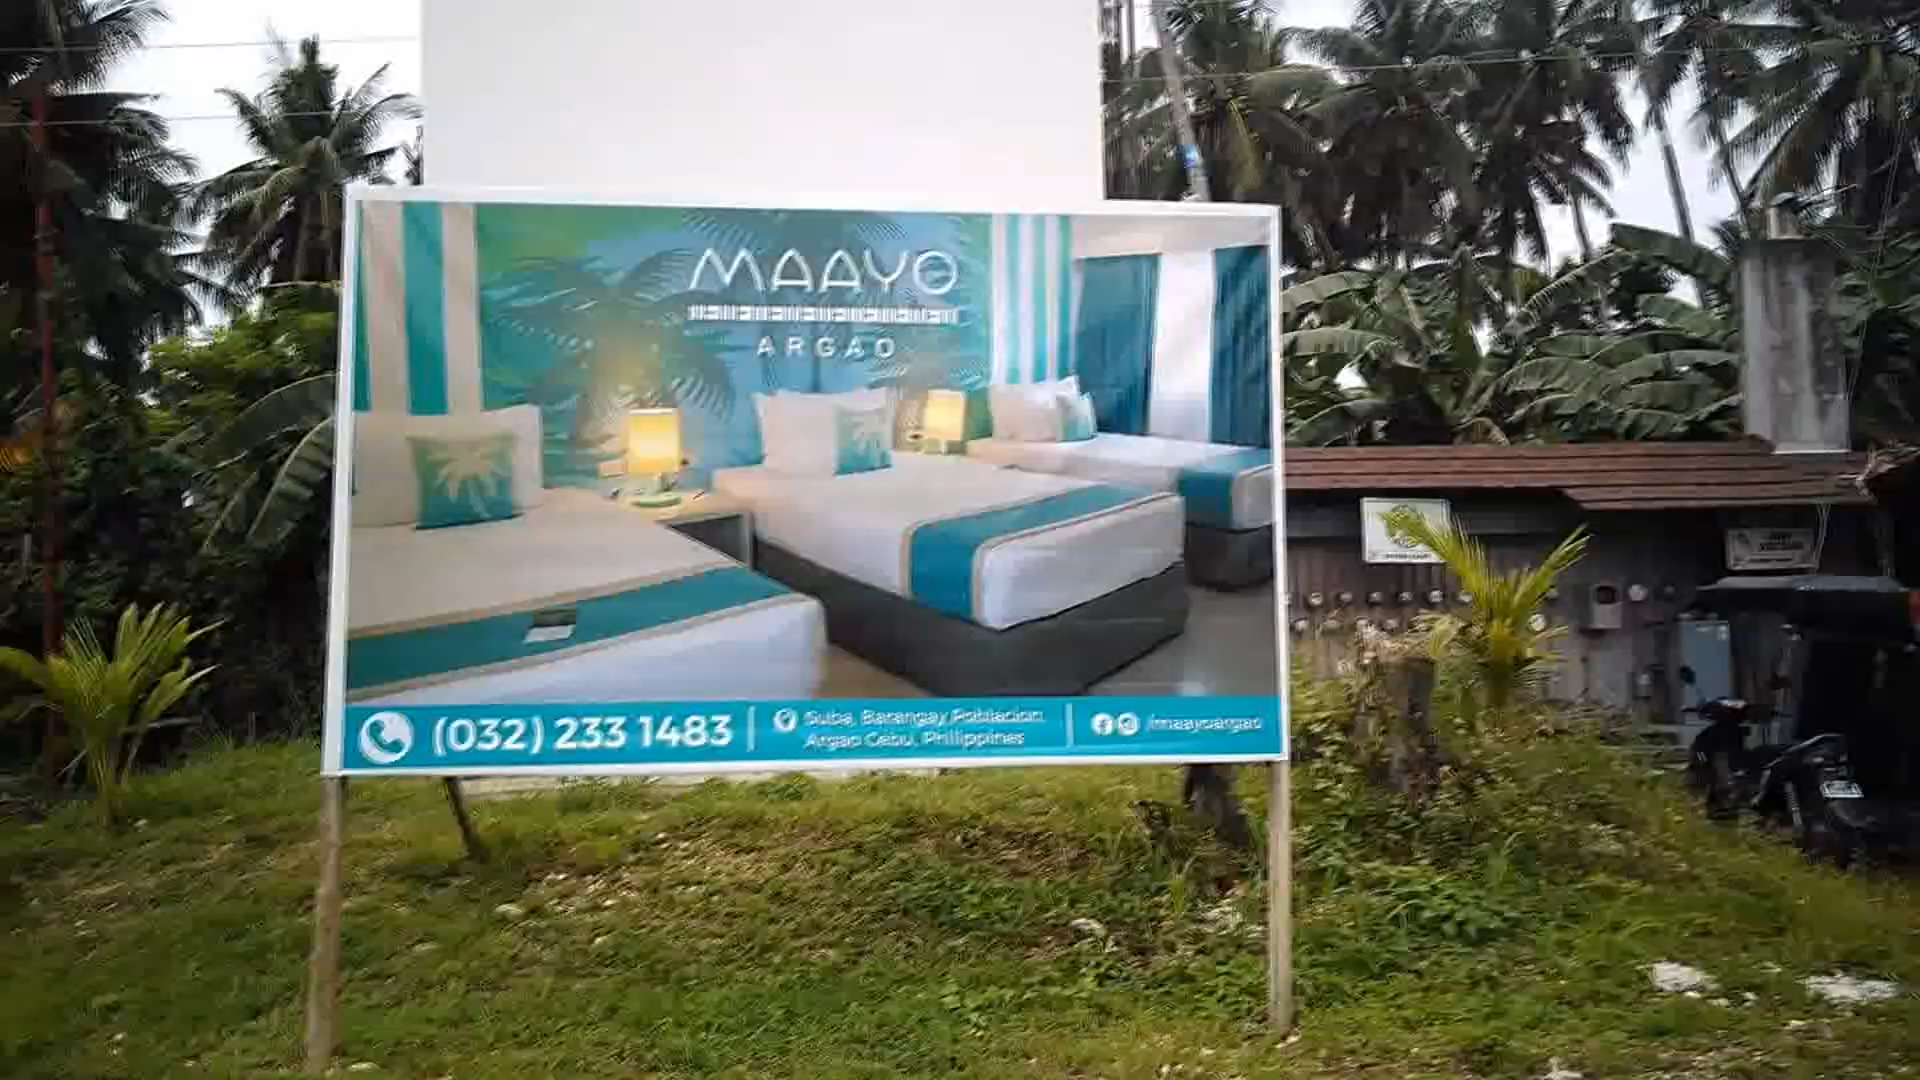 MAAYO
ARGAO
(032) 233 1483
Suba, Barangay Poblacion
Argao Cebu, Philippines
/maayoargao